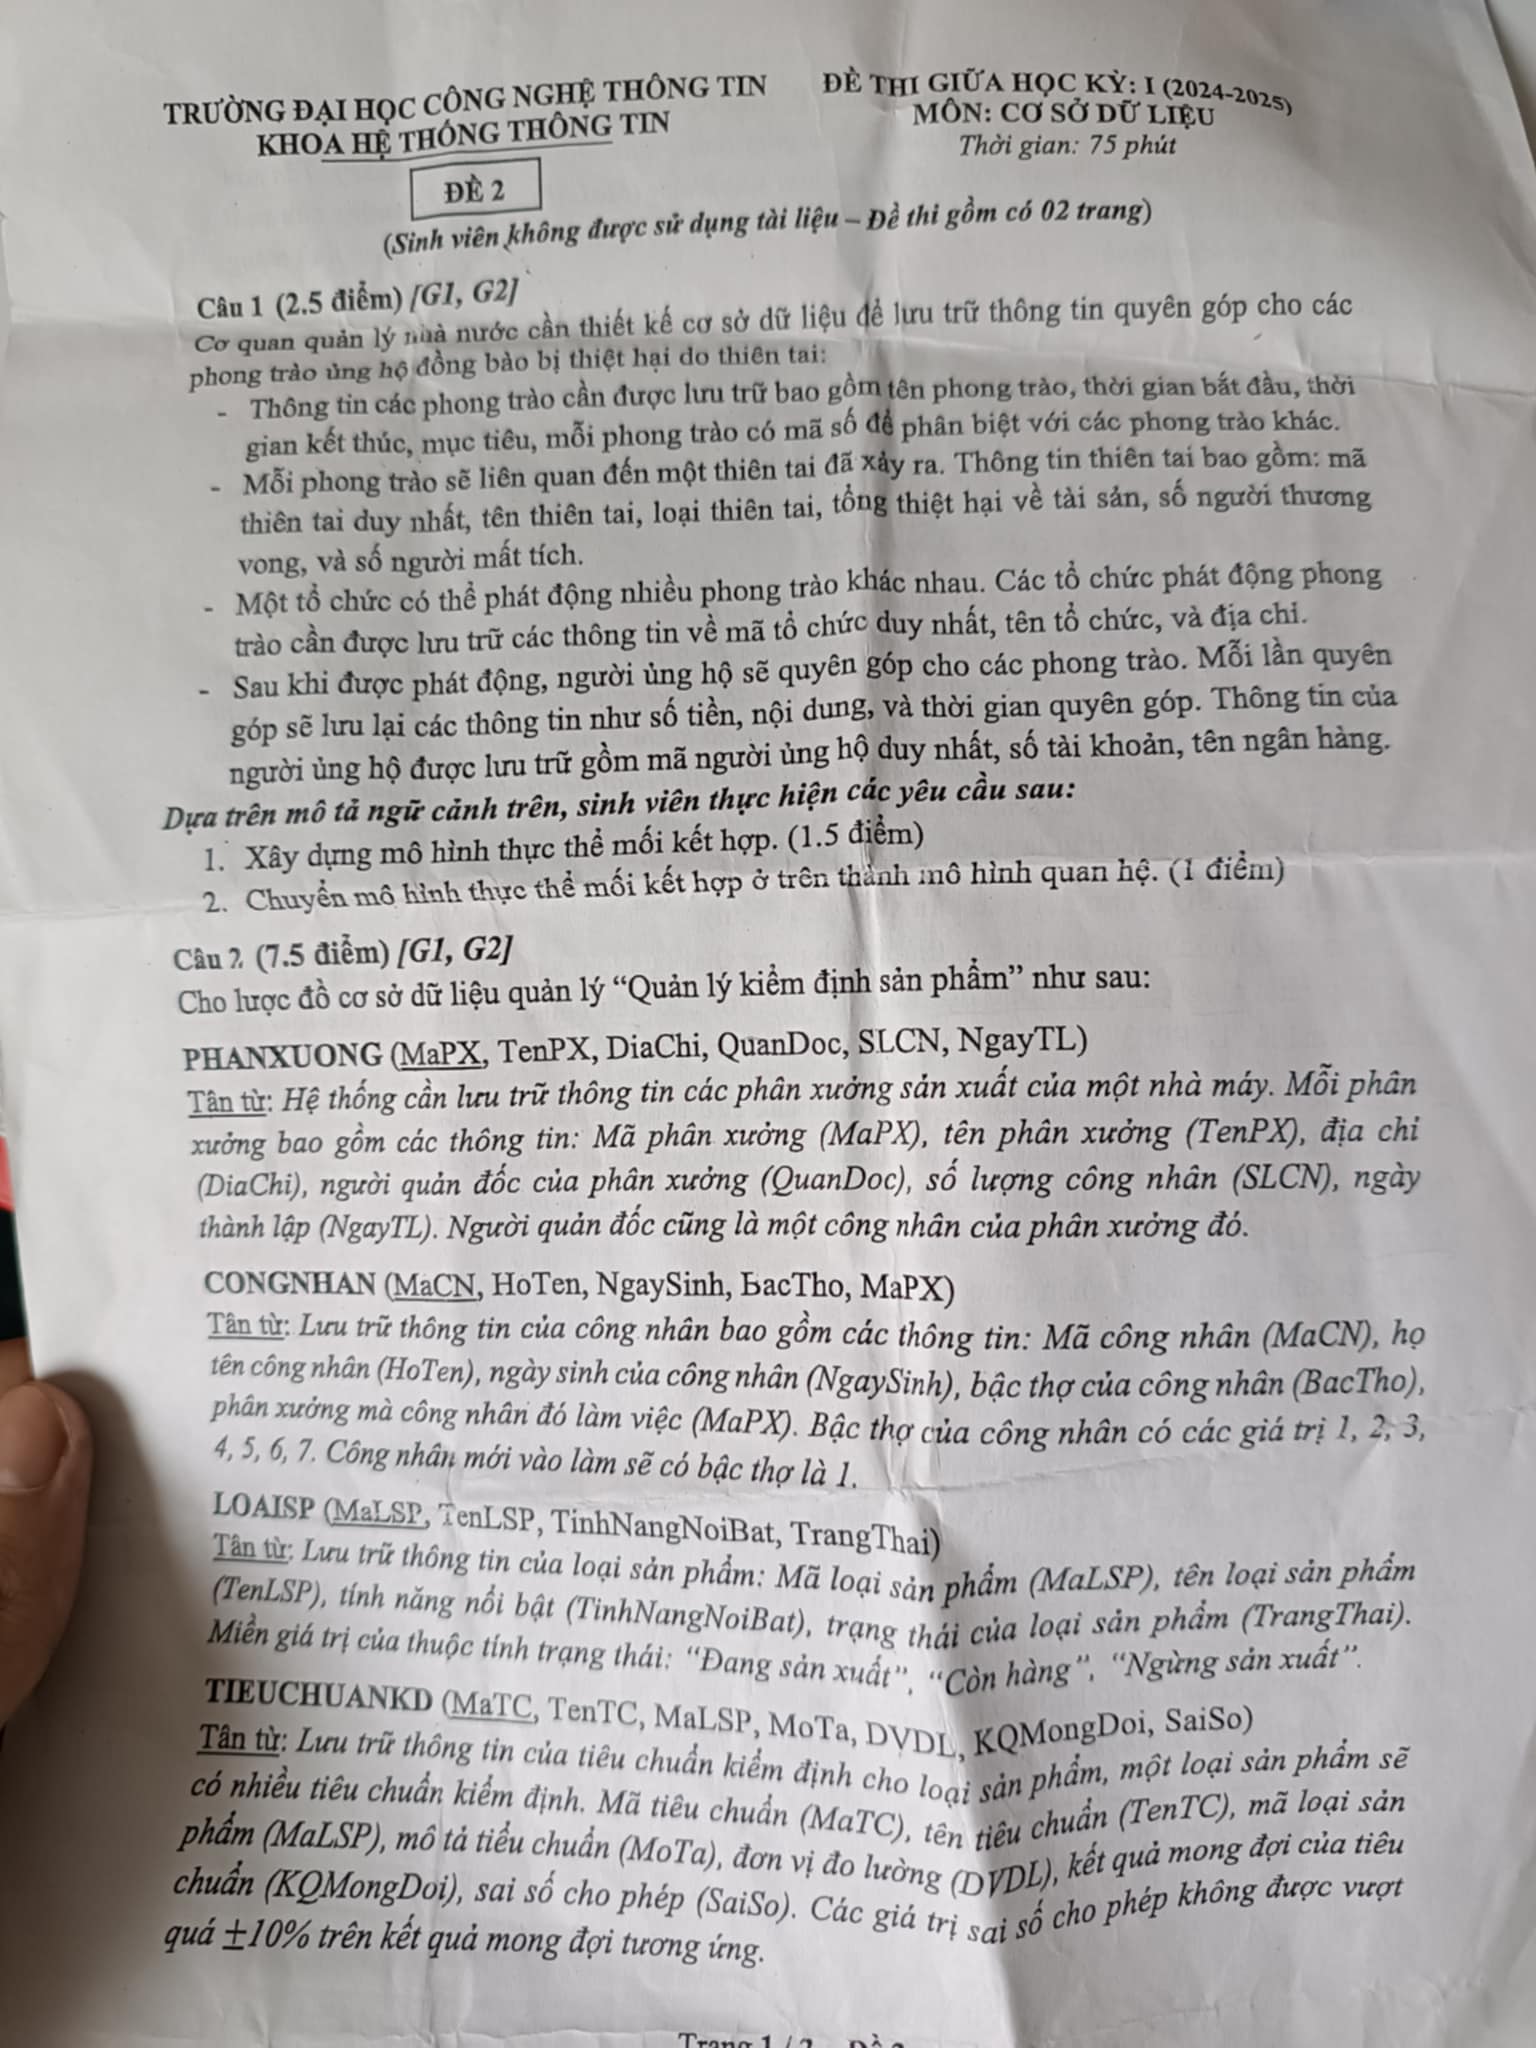 TRƯỜNG ĐẠI HỌC CÔNG NGHỆ THÔNG TIN
KHOA HỆ THỐNG THÔNG TIN
ĐỀ 2
ĐỀ THI GIỮA HỌC KỲ: I (2024-2025)
MÔN: CƠ SỞ DỮ LIỆU
Thời gian: 75 phút
(Sinh viên không được sử dụng tài liệu – Đề thi gồm có 02 trang)
Câu 1 (2.5 điểm) [G1, G2]
Cơ quan quản lý nhà nước cần thiết kế cơ sở dữ liệu để lưu trữ thông tin quyên góp cho các
phong trào ủng hộ đồng bào bị thiệt hại do thiên tai:
- Thông tin các phong trào cần được lưu trữ bao gồm tên phong trào, thời gian bắt đầu, thời
gian kết thúc, mục tiêu, mỗi phong trào có mã số để phân biệt với các phong trào khác.
- Mỗi phong trào sẽ liên quan đến một thiên tai đã xảy ra. Thông tin thiên tai bao gồm: mã
thiên tai duy nhất, tên thiên tai, loại thiên tai, tổng thiệt hại về tài sản, số người thương
vong, và số người mất tích.
- Một tổ chức có thể phát động nhiều phong trào khác nhau. Các tổ chức phát động phong
trào cần được lưu trữ các thông tin về mã tổ chức duy nhất, tên tổ chức, và địa chỉ.
- Sau khi được phát động, người ủng hộ sẽ quyên góp cho các phong trào. Mỗi lần quyên
góp sẽ lưu lại các thông tin như số tiền, nội dung, và thời gian quyên góp. Thông tin của
người ủng hộ được lưu trữ gồm mã người ủng hộ duy nhất, số tài khoản, tên ngân hàng.
Dựa trên mô tả ngữ cảnh trên, sinh viên thực hiện các yêu cầu sau:
1. Xây dựng mô hình thực thể mối kết hợp. (1.5 điểm)
2. Chuyển mô hình thực thể mối kết hợp ở trên thành mô hình quan hệ. (1 điểm)
Câu 2 (7.5 điểm) [G1, G2]
Cho lược đồ cơ sở dữ liệu quản lý “Quản lý kiểm định sản phẩm” như sau:
PHANXUONG (MaPX, TenPX, DiaChi, QuanDoc, SLCN, NgayTL)
Tân từ: Hệ thống cần lưu trữ thông tin các phân xưởng sản xuất của một nhà máy. Mỗi phân
xưởng bao gồm các thông tin: Mã phân xưởng (MaPX), tên phân xưởng (TenPX), địa chỉ
(DiaChi), người quản đốc của phân xưởng (QuanDoc), số lượng công nhân (SLCN), ngày
thành lập (NgayTL). Người quản đốc cũng là một công nhân của phân xưởng đó.
CONGNHAN (MaCN, HoTen, NgaySinh, BacTho, MaPX)
Tân từ: Lưu trữ thông tin của công nhân bao gồm các thông tin: Mã công nhân (MaCN), họ
tên công nhân (HoTen), ngày sinh của công nhân (NgaySinh), bậc thợ của công nhân (BacTho),
phân xưởng mà công nhân đó làm việc (MaPX). Bậc thợ của công nhân có các giá trị 1, 2, 3,
4, 5, 6, 7. Công nhân mới vào làm sẽ có bậc thợ là 1.
LOAISP (MaLSP, TenLSP, TinhNangNoiBat, TrangThai)
Tân từ: Lưu trữ thông tin của loại sản phẩm: Mã loại sản phẩm (MaLSP), tên loại sản phẩm
(TenLSP), tính năng nổi bật (TinhNangNoiBat), trạng thái của loại sản phẩm (TrangThai).
Miền giá trị của thuộc tính trạng thái: “Đang sản xuất”, “Còn hàng”, “Ngừng sản xuất”.
TIEUCHUANKD (MaTC, TenTC, MaLSP, MoTa, DVDL, KQMongDoi, SaiSo)
Tân từ: Lưu trữ thông tin của tiêu chuẩn kiểm định cho loại sản phẩm, một loại sản phẩm sẽ
có nhiều tiêu chuẩn kiểm định. Mã tiêu chuẩn (MaTC), tên tiêu chuẩn (TenTC), mã loại sản
phẩm (MaLSP), mô tả tiểu chuẩn (MoTa), đơn vị đo lường (DVDL), kết quả mong đợi của tiêu
chuẩn (KQMongDoi), sai số cho phép (SaiSo). Các giá trị sai số cho phép không được vượt
quá ±10% trên kết quả mong đợi tương ứng.
Trang 1 / 2